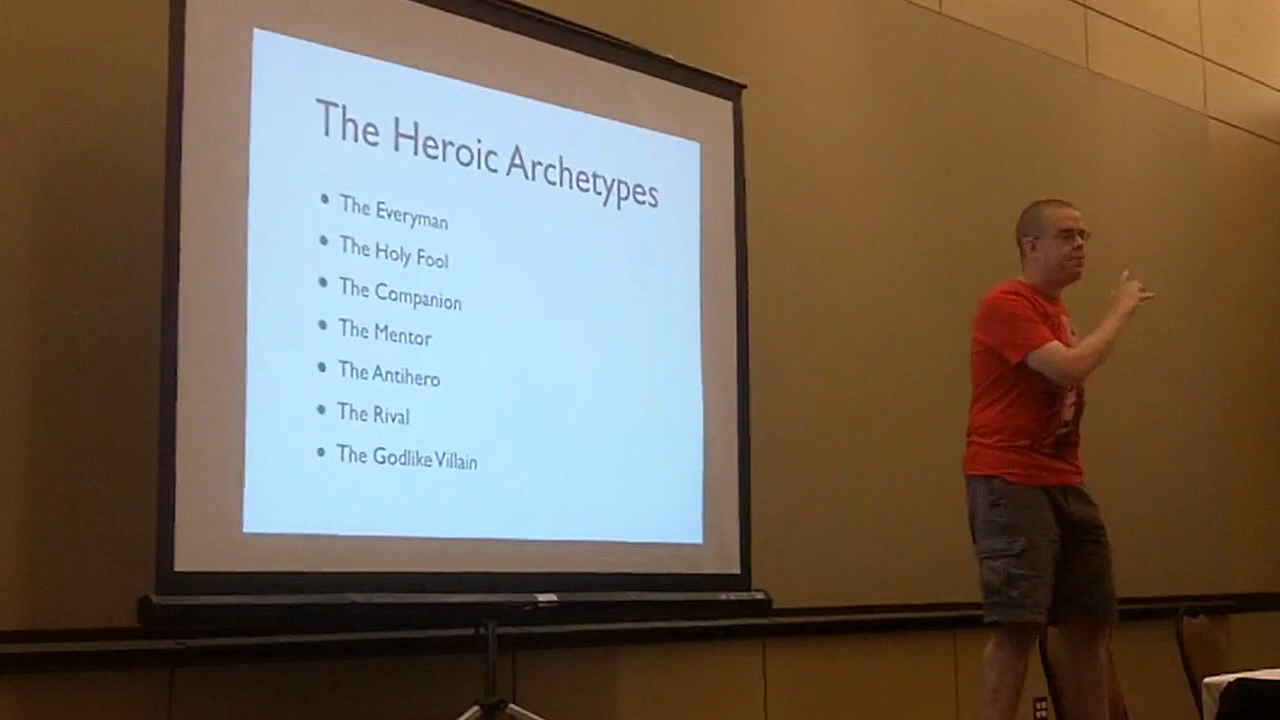 The Heroic Archetypes
• The Everyman
• The Holy Fool
• The Companion
• The Mentor
• The Antihero
• The Rival
• The Godlike Villain